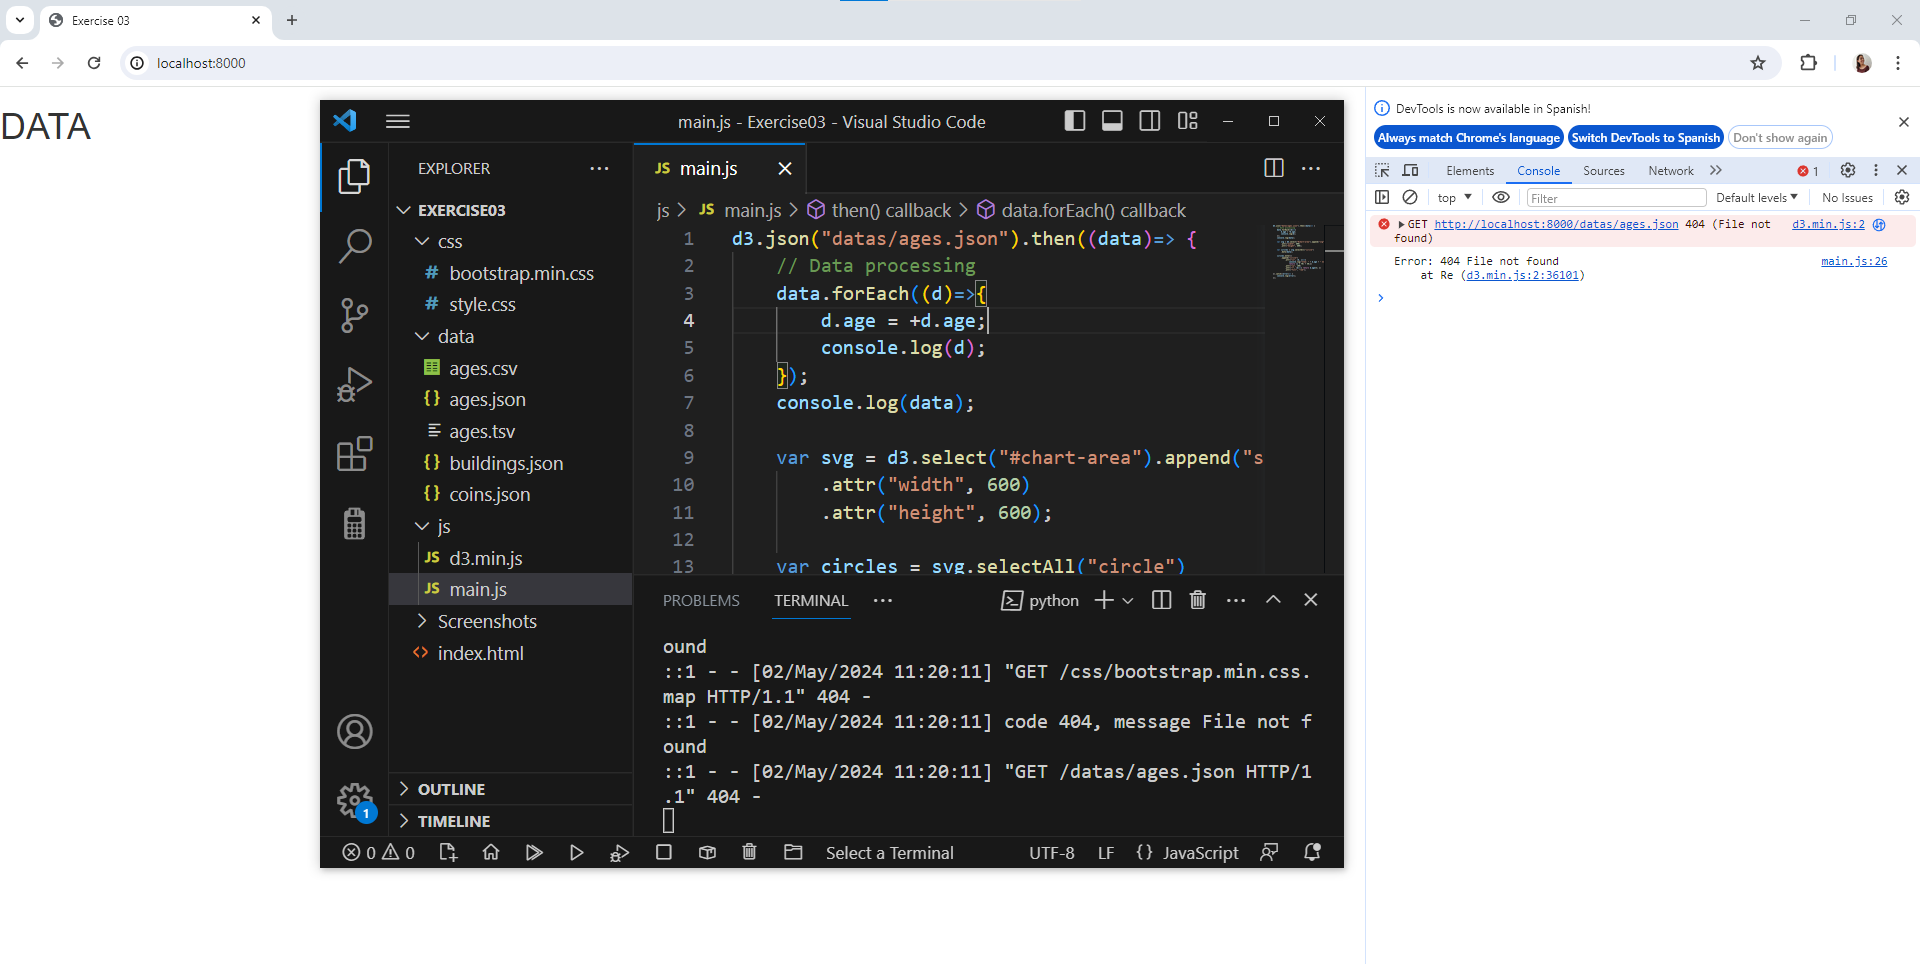 Exercise 03
localhost:8000
DATA
main.js - Exercise03 - Visual Studio Code
EXPLORER
EXERCISE03
css
# bootstrap.min.css
# style.css
data
ages.csv
{} ages.json
ages.tsv
{} buildings.json
{} coins.json
js
JS d3.min.js
JS main.js
Screenshots
<> index.html
OUTLINE
TIMELINE
1
JS main.js
js > JS main.js > then() callback > data.forEach() callback
1 d3.json("datas/ages.json").then((data)=> {
2 // Data processing
3 data.forEach((d)=>{
4 d.age = +d.age;
5 console.log(d);
6 });
7 console.log(data);
8
9 var svg = d3.select("#chart-area").append("s
10 .attr("width", 600)
11 .attr("height", 600);
12
13 var circles = svg.selectAll("circle")
PROBLEMS TERMINAL python
ound
::1 - - [02/May/2024 11:20:11] "GET /css/bootstrap.min.css.
map HTTP/1.1" 404 -
::1 - - [02/May/2024 11:20:11] code 404, message File not f
ound
::1 - - [02/May/2024 11:20:11] "GET /datas/ages.json HTTP/1
.1" 404 -
0 0 Select a Terminal UTF-8 LF {} JavaScript
DevTools is now available in Spanish!
Always match Chrome's language Switch DevTools to Spanish Don't show again
Elements Console Sources Network 1
top Filter Default levels No Issues
GET http://localhost:8000/datas/ages.json 404 (File not d3.min.js:2
found)
Error: 404 File not found main.js:26
at Re (d3.min.js:2:36101)